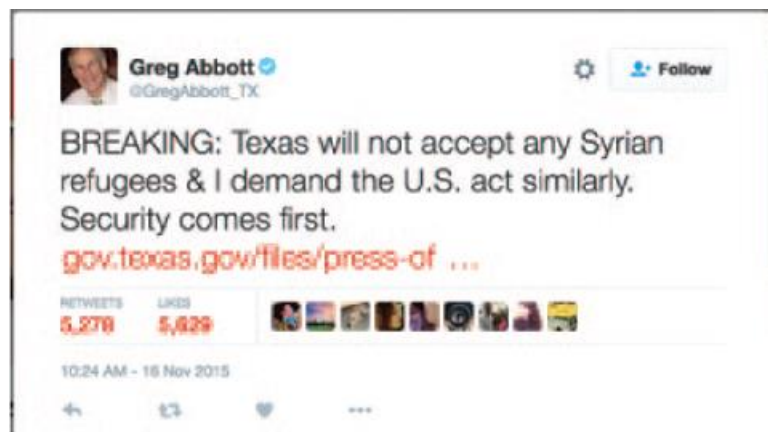 Greg Abbott
@GregAbbott_TX
Follow
BREAKING: Texas will not accept any Syrian
refugees & I demand the U.S. act similarly.
Security comes first.
gov.texas.gov/files/press-of ...
RETWEETS LIKES
5,278 5,629
10:24 AM - 16 Nov 2015